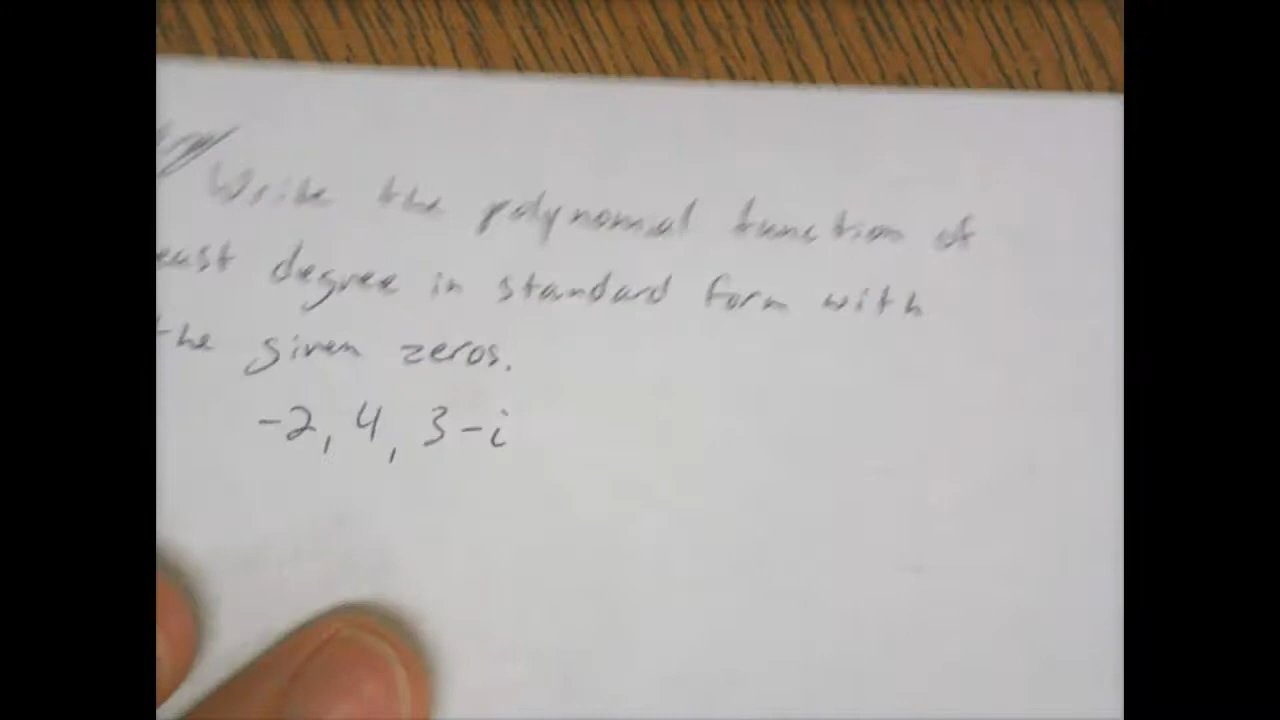 Write the polynomial function of
east degree in standard form with
the given zeros.
-2, 4, 3-i